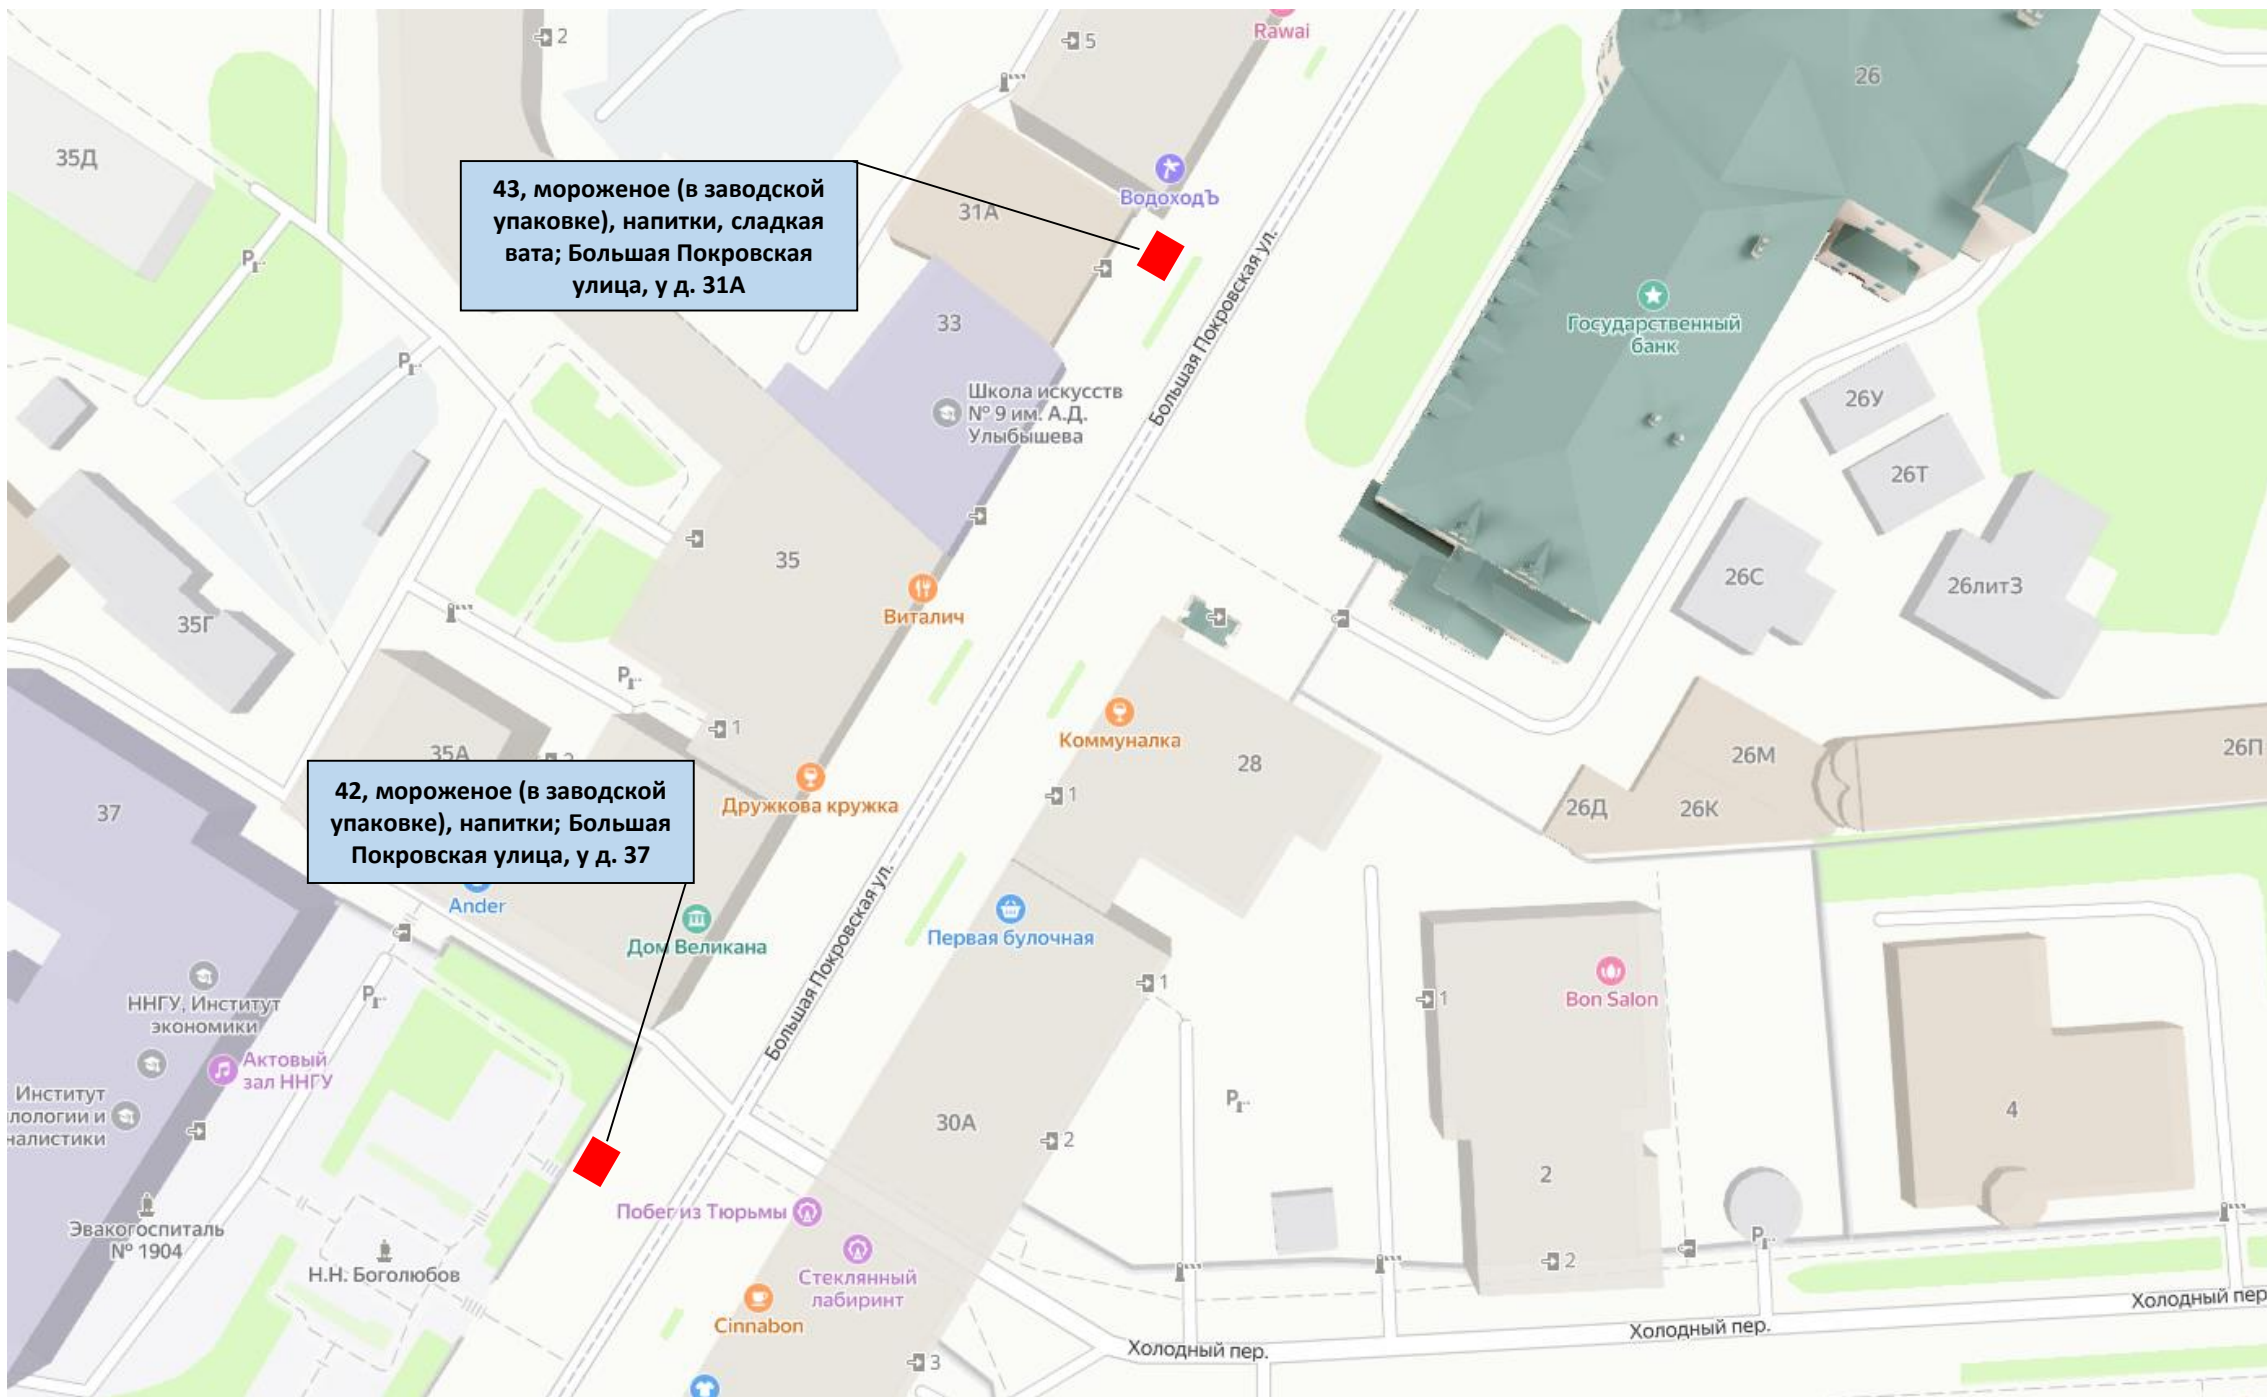 2
5
Rawai
26
35Д
43, мороженое (в заводской
упаковке), напитки, сладкая
вата; Большая Покровская
улица, у д. 31А
ВодоходЪ
31А
Большая Покровская ул.
33
Государственный
банк
Школа искусств
№ 9 им. А.Д.
Улыбышева
26У
26Т
35
26С
26литЗ
Виталич
35Г
Коммуналка
1
35А
2
28
26М
26П
42, мороженое (в заводской
упаковке), напитки; Большая
Покровская улица, у д. 37
Дружкова кружка
1
26Д
26К
37
Ander
Дом Великана
Первая булочная
Большая Покровская ул.
1
1
Bon Salon
ННГУ, Институт
экономики
Актовый
зал ННГУ
Институт
лологии и
налистики
30А
2
4
2
Побег из Тюрьмы
Эвакогоспиталь
№ 1904
Н.Н. Боголюбов
Стеклянный
лабиринт
2
Cinnabon
Холодный пер.
Холодный пер.
Холодный пер
3